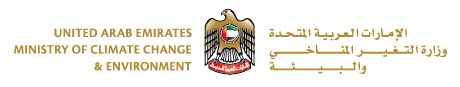 UNITED ARAB EMIRATES
MINISTRY OF CLIMATE CHANGE
& ENVIRONMENT
الإمارات العربية المتحدة
وزارة التغير المناخي
والبيئة